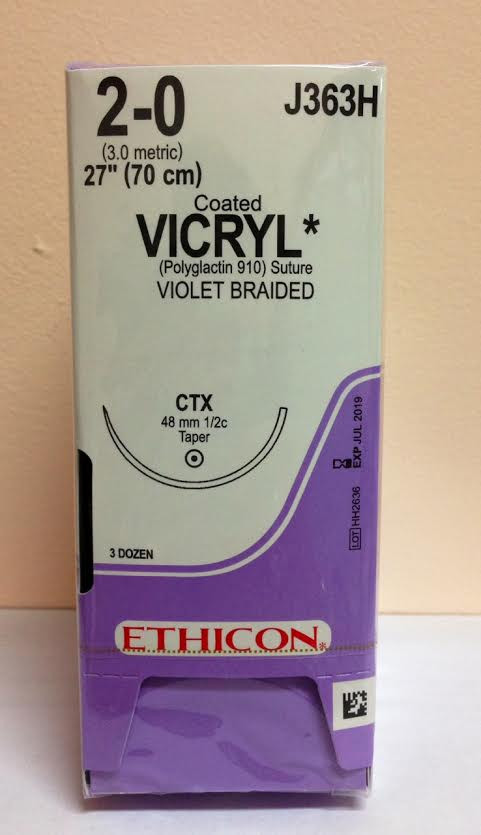 2-0
J363H
(3.0 metric)
27" (70 cm)
Coated
VICRYL*
(Polyglactin 910) Suture
VIOLET BRAIDED
CTX
48 mm 1/2c
Taper
EXP JUL 2019
LOT HH2636
3 DOZEN
ETHICON*